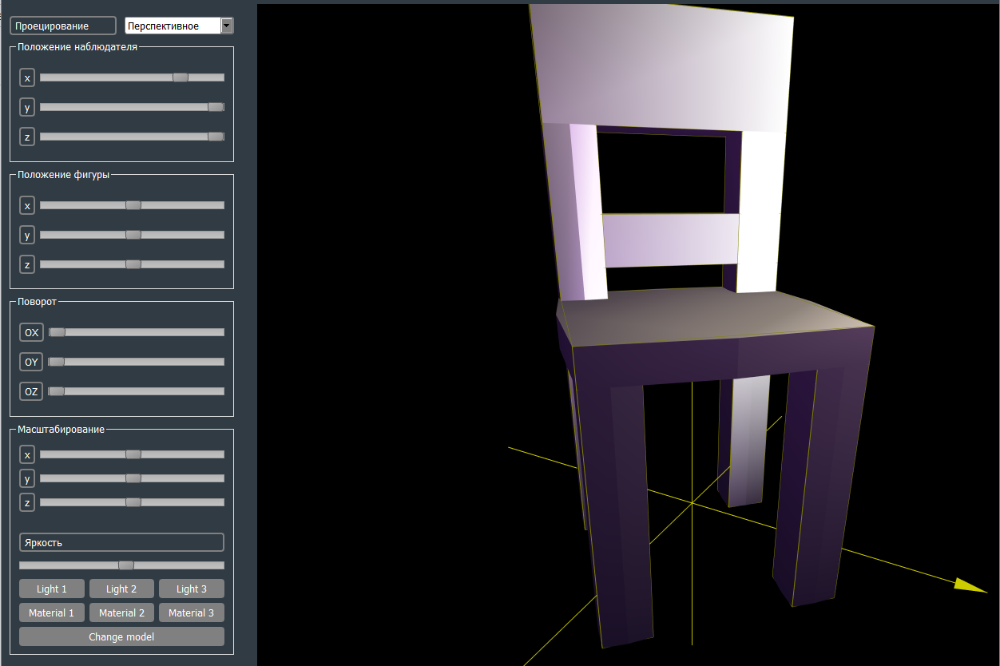 Проецирование Перспективное
Положение наблюдателя
x
y
z
Положение фигуры
x
y
z
Поворот
OX
OY
OZ
Масштабирование
x
y
z
Яркость
Light 1 Light 2 Light 3
Material 1 Material 2 Material 3
Change model